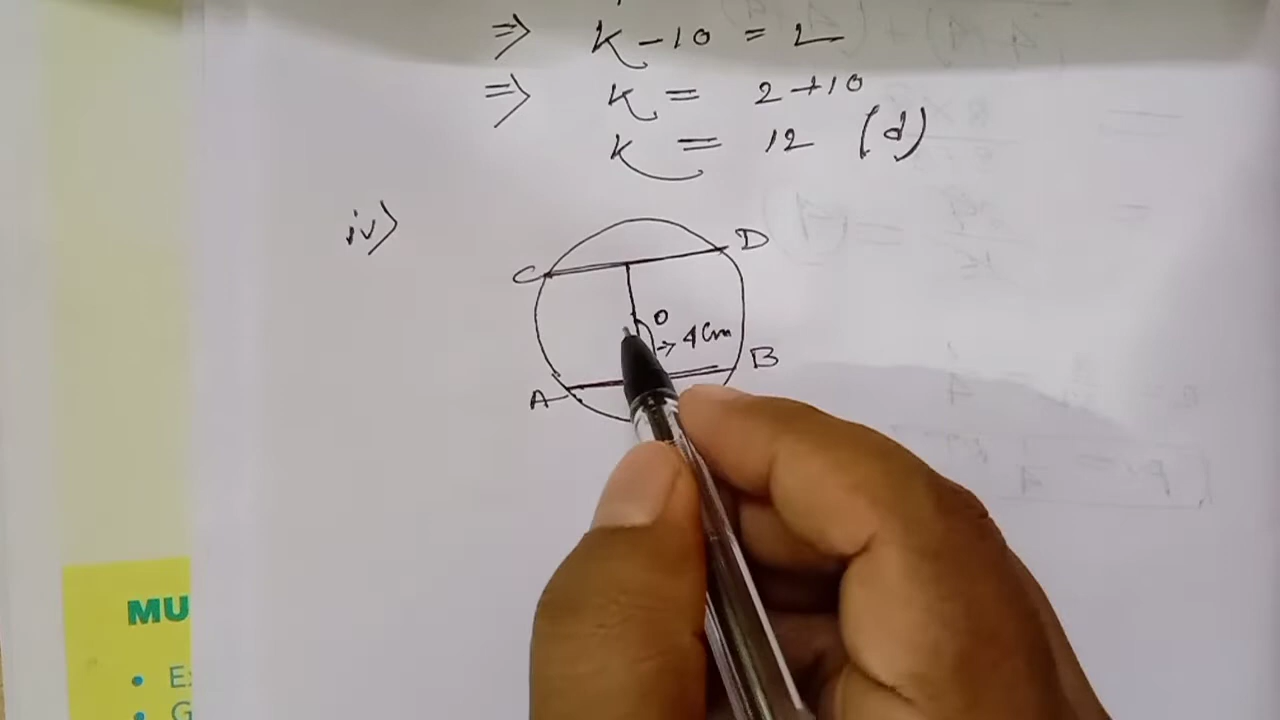 ⇒ k - 10 = 2
⇒ k = 2 + 10
k = 12 (d)
iv)
C D
O
→ 4 Cm
A B
MU
• E
• G